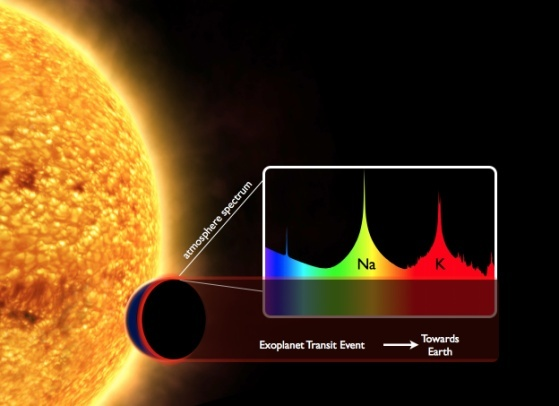 atmosphere spectrum
Na
K
Exoplanet Transit Event
Towards
Earth